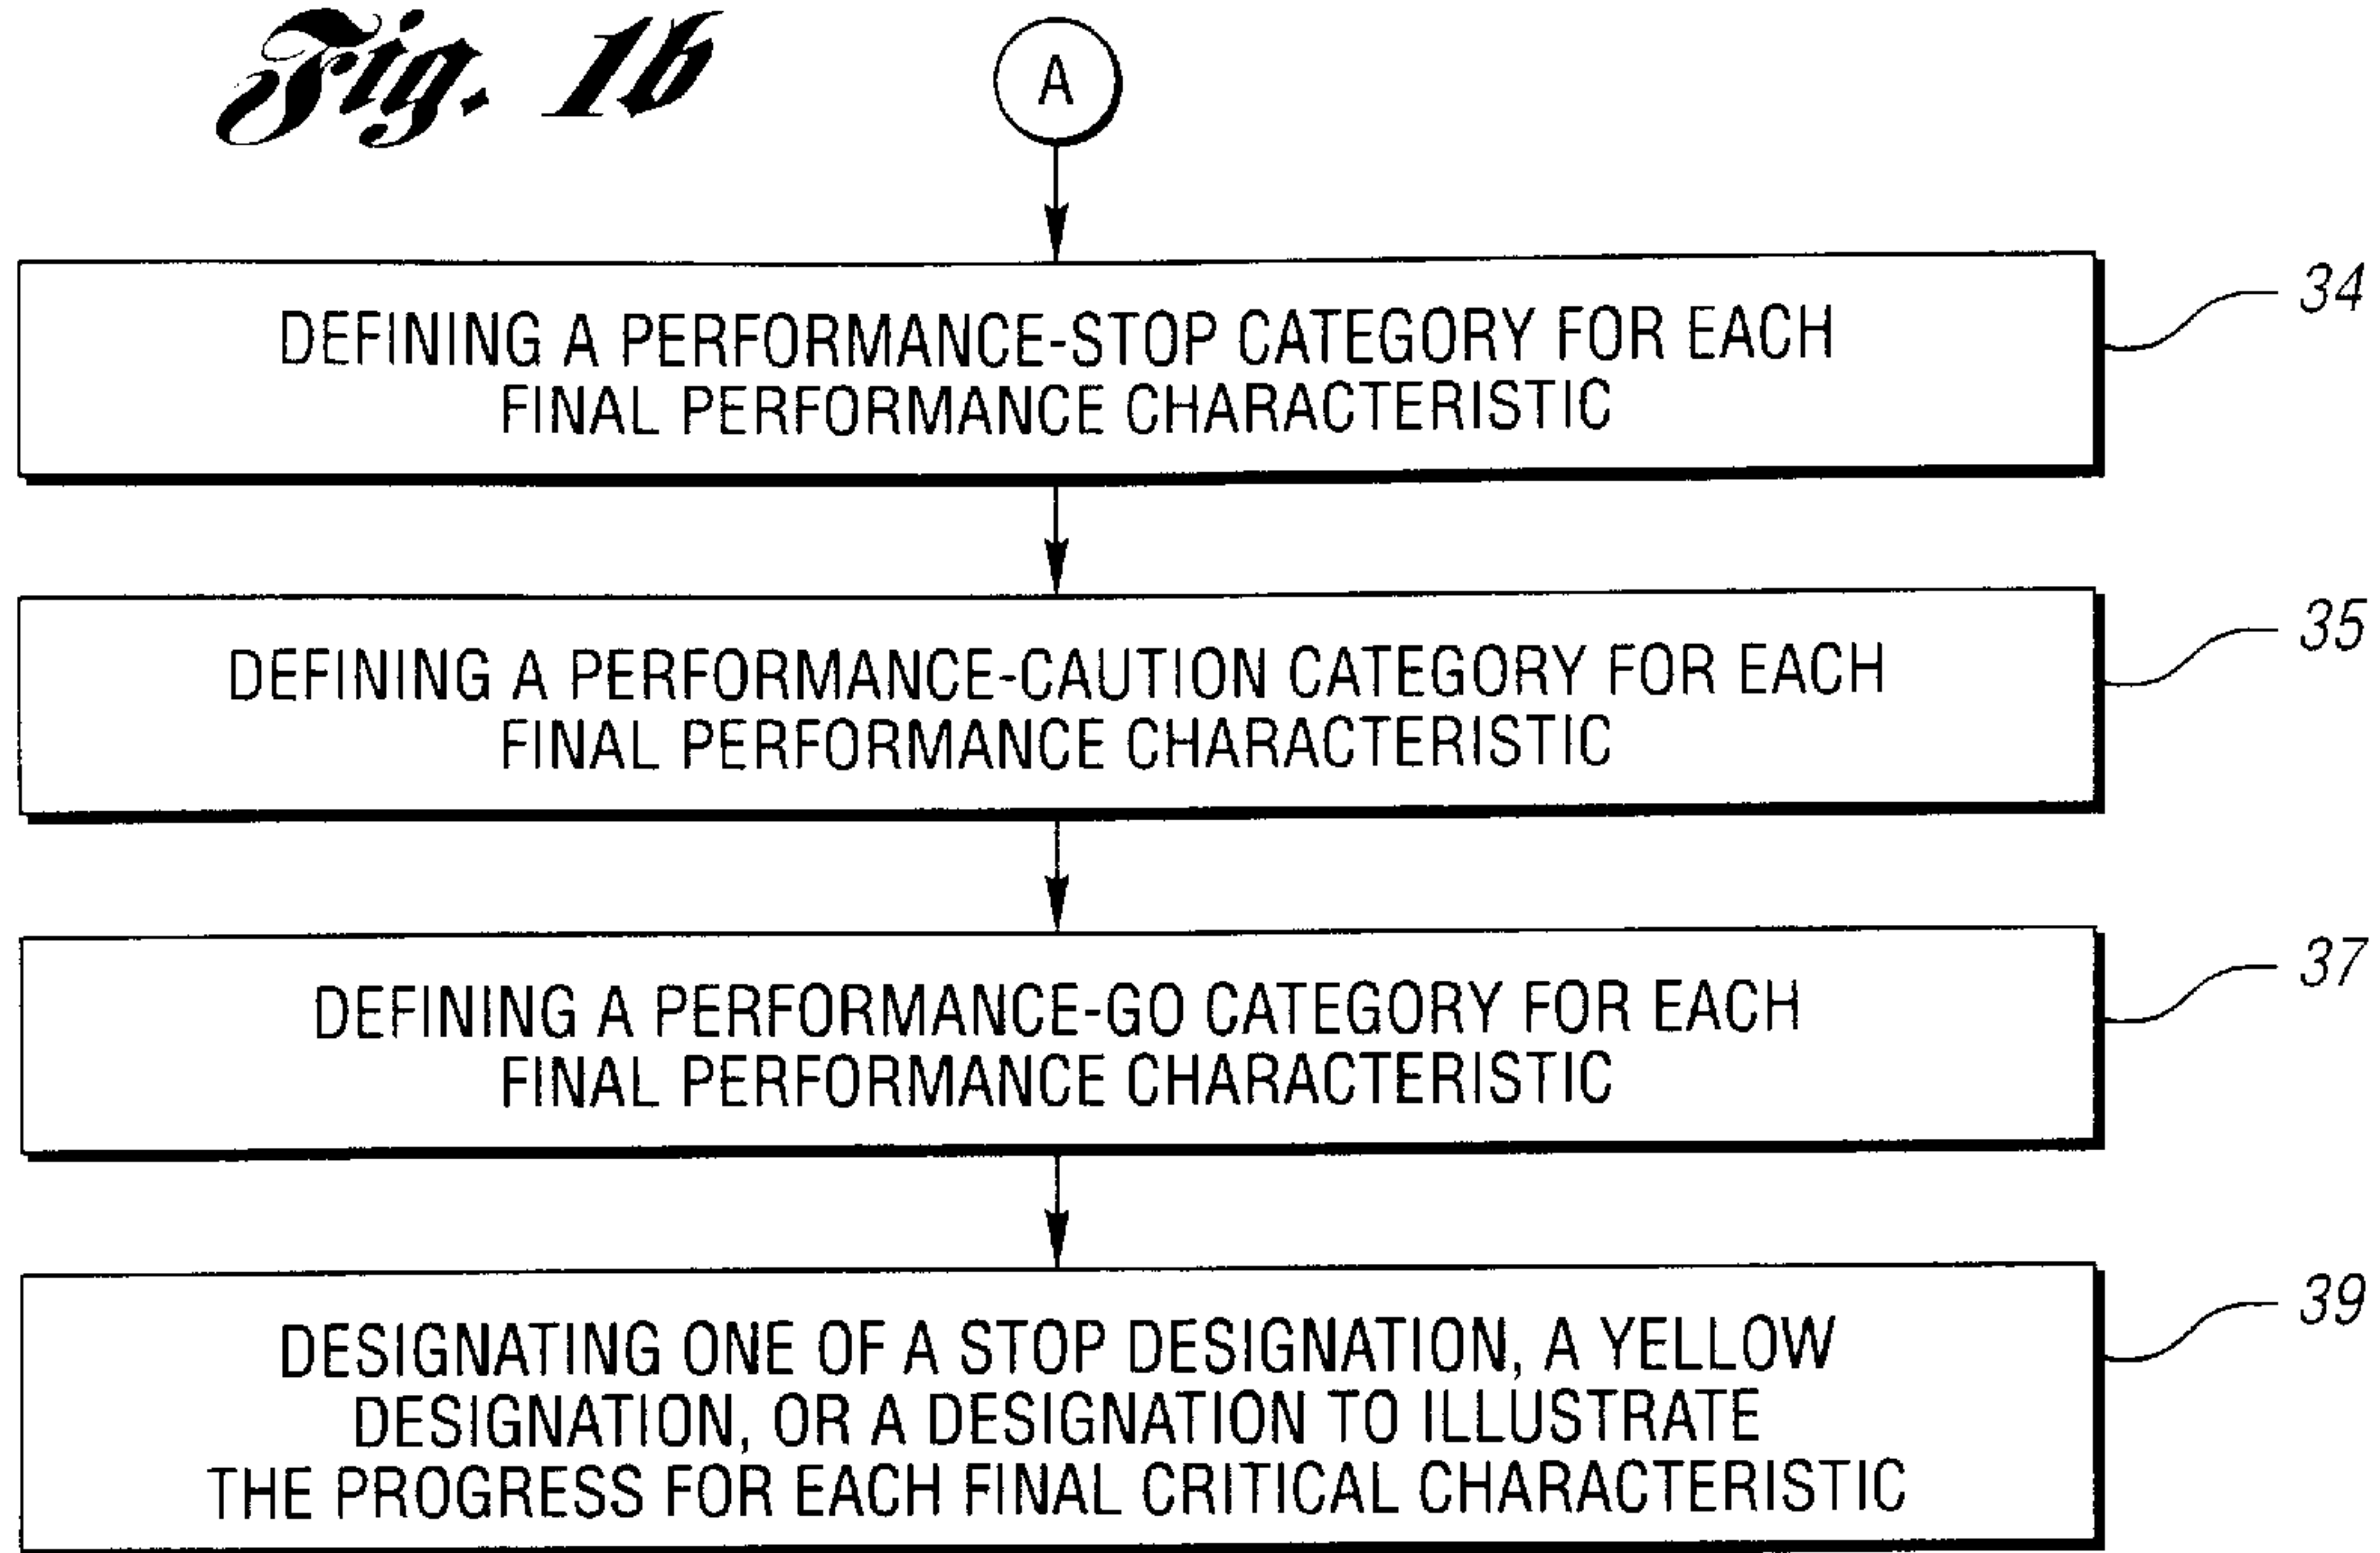 Fig. 1b
A
DEFINING A PERFORMANCE-STOP CATEGORY FOR EACH
FINAL PERFORMANCE CHARACTERISTIC
34
DEFINING A PERFORMANCE-CAUTION CATEGORY FOR EACH
FINAL PERFORMANCE CHARACTERISTIC
35
DEFINING A PERFORMANCE-GO CATEGORY FOR EACH
FINAL PERFORMANCE CHARACTERISTIC
37
DESIGNATING ONE OF A STOP DESIGNATION, A YELLOW
DESIGNATION, OR A DESIGNATION TO ILLUSTRATE
THE PROGRESS FOR EACH FINAL CRITICAL CHARACTERISTIC
39